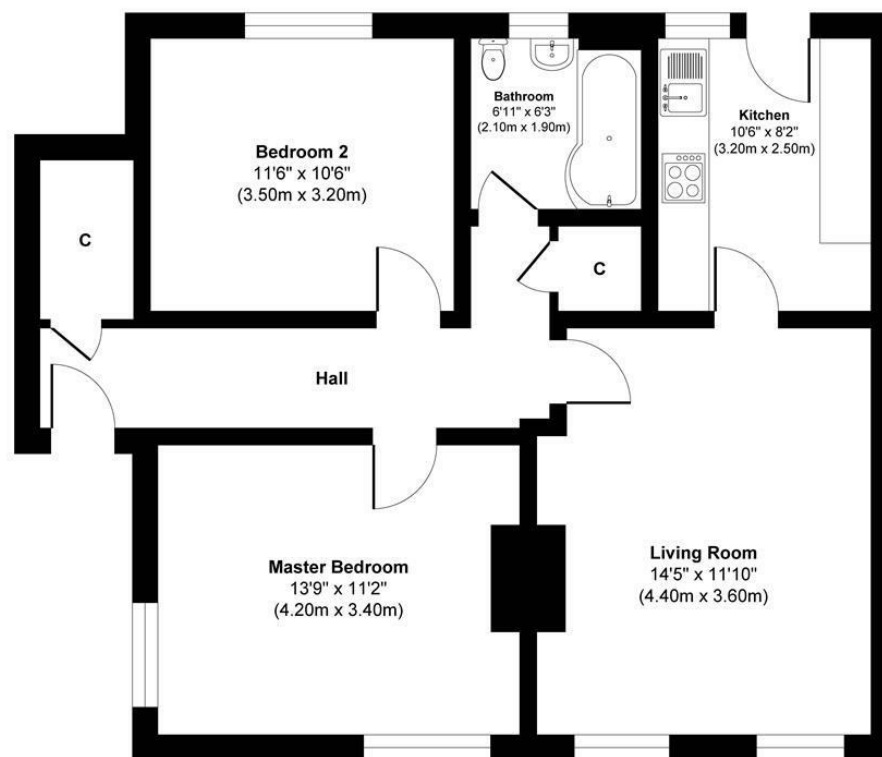 Bathroom
6'11" x 6'3"
(2.10m x 1.90m)
Kitchen
10'6" x 8'2"
(3.20m x 2.50m)
Bedroom 2
11'6" x 10'6"
(3.50m x 3.20m)
C
C
Hall
Master Bedroom
13'9" x 11'2"
(4.20m x 3.40m)
Living Room
14'5" x 11'10"
(4.40m x 3.60m)